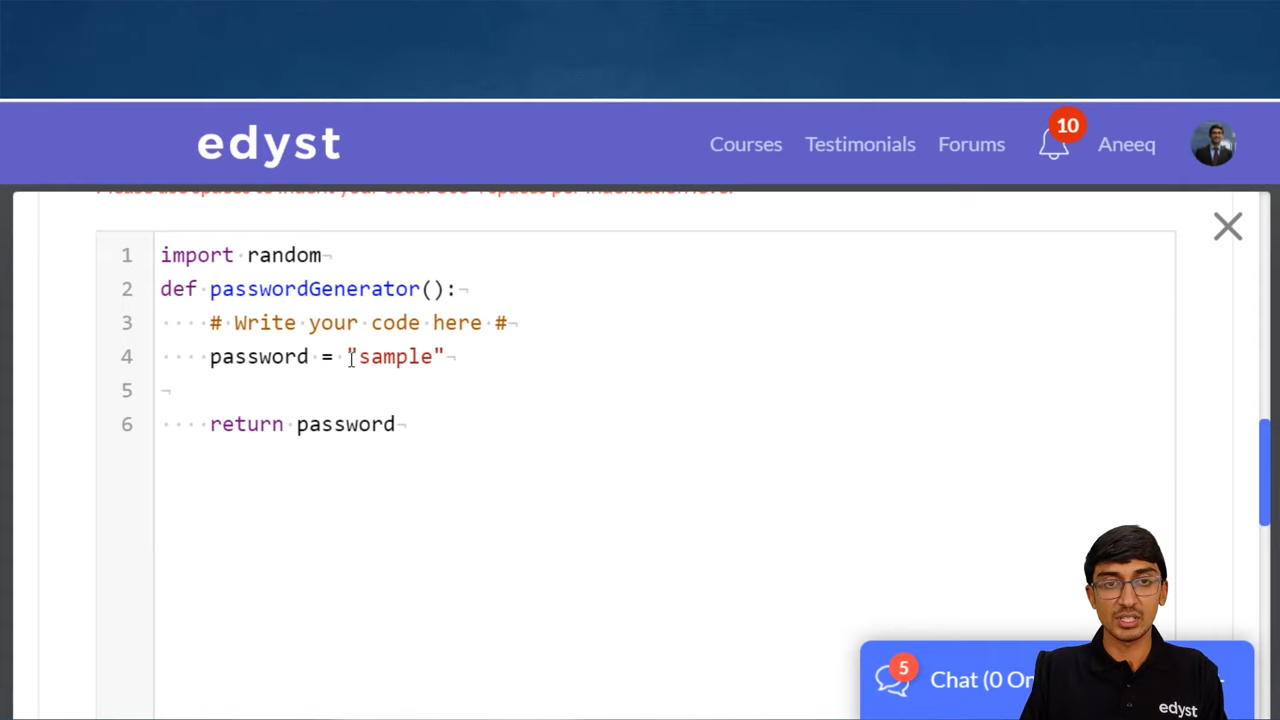 edyst
Courses Testimonials Forums 10 Aneeq
1 import random
2 def passwordGenerator():
3 # Write your code here #
4 password = "sample"
5
6 return password
5 Chat (0 On
edyst